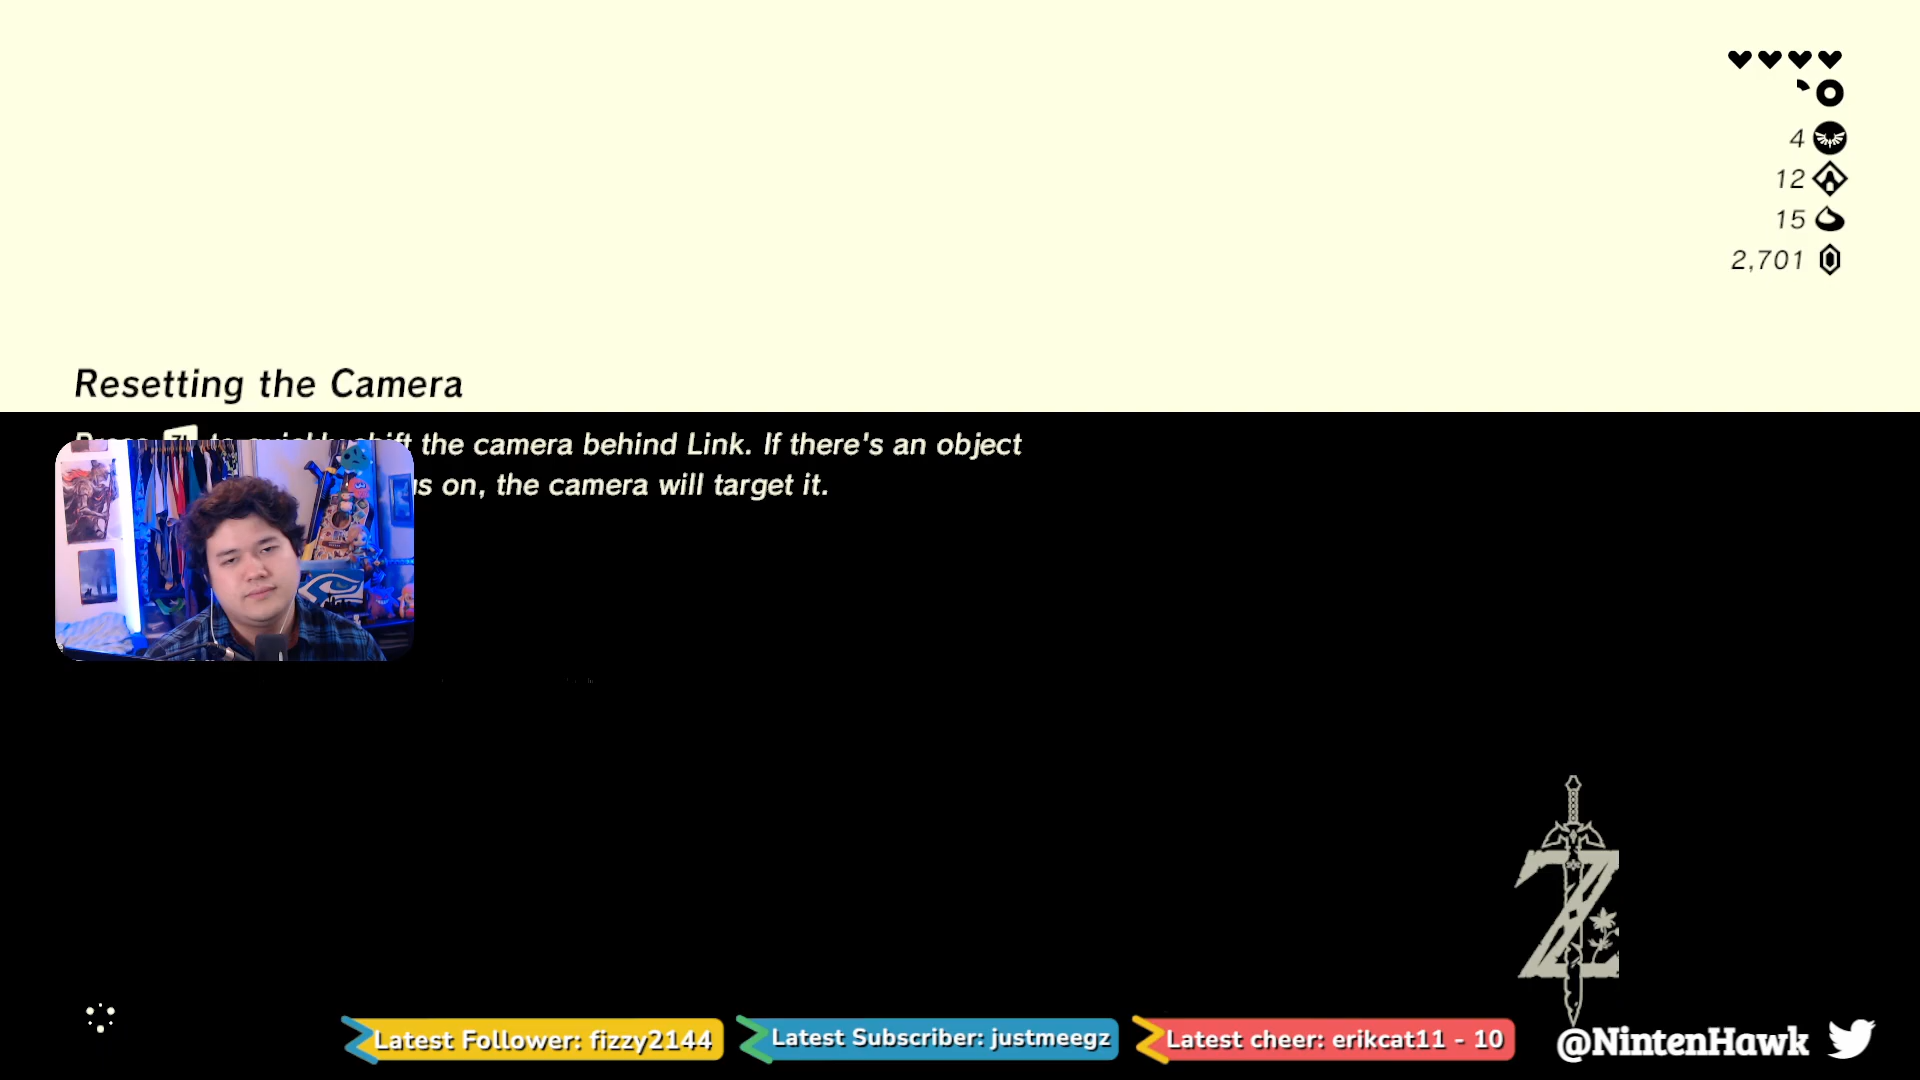 4
12
15
2,701
Resetting the Camera
the camera behind Link. If there's an object
on, the camera will target it.
Z
Latest Follower: fizzy2144
Latest Subscriber: justmeegz
Latest cheer: erikcat11 - 10
@NintenHawk